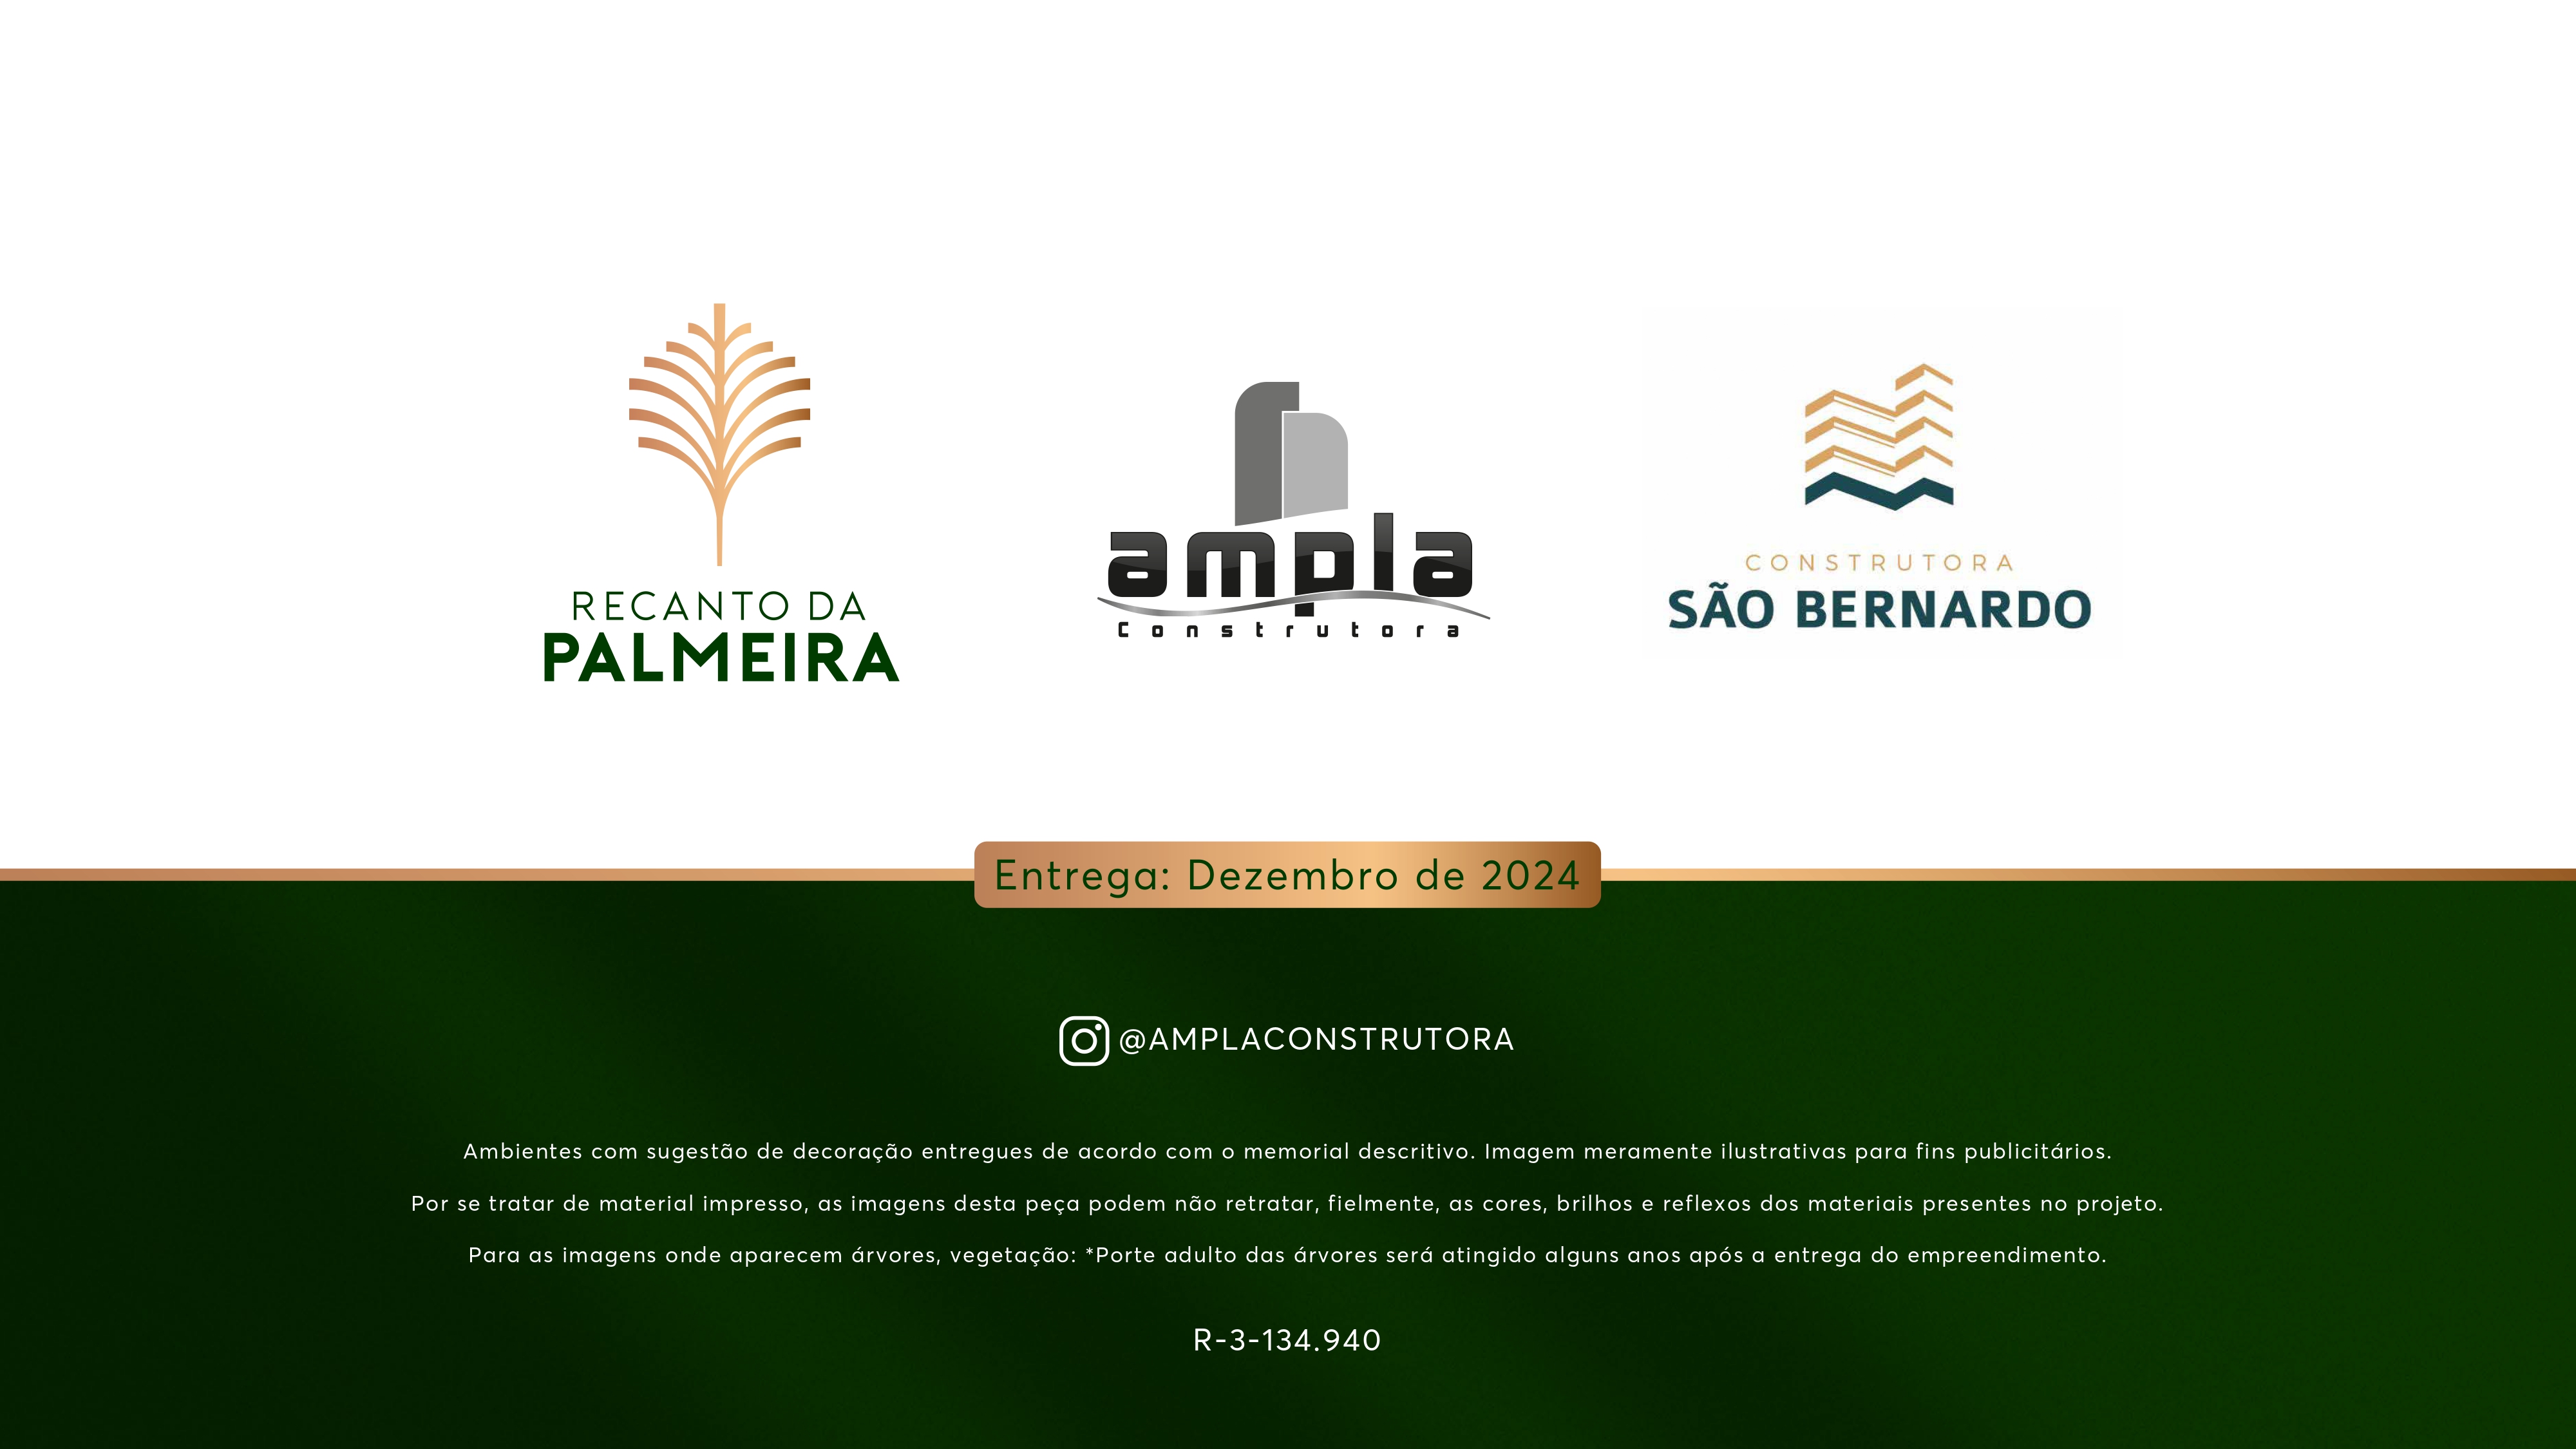 RECANTO DA
PALMEIRA
ampla
Construtora
CONSTRUTORA
SÃO BERNARDO
Entrega: Dezembro de 2024
@AMPLACONSTRUTORA
Ambientes com sugestão de decoração entregues de acordo com o memorial descritivo. Imagem meramente ilustrativas para fins publicitários.
Por se tratar de material impresso, as imagens desta peça podem não retratar, fielmente, as cores, brilhos e reflexos dos materiais presentes no projeto.
Para as imagens onde aparecem árvores, vegetação: *Porte adulto das árvores será atingido alguns anos após a entrega do empreendimento.
R-3-134.940